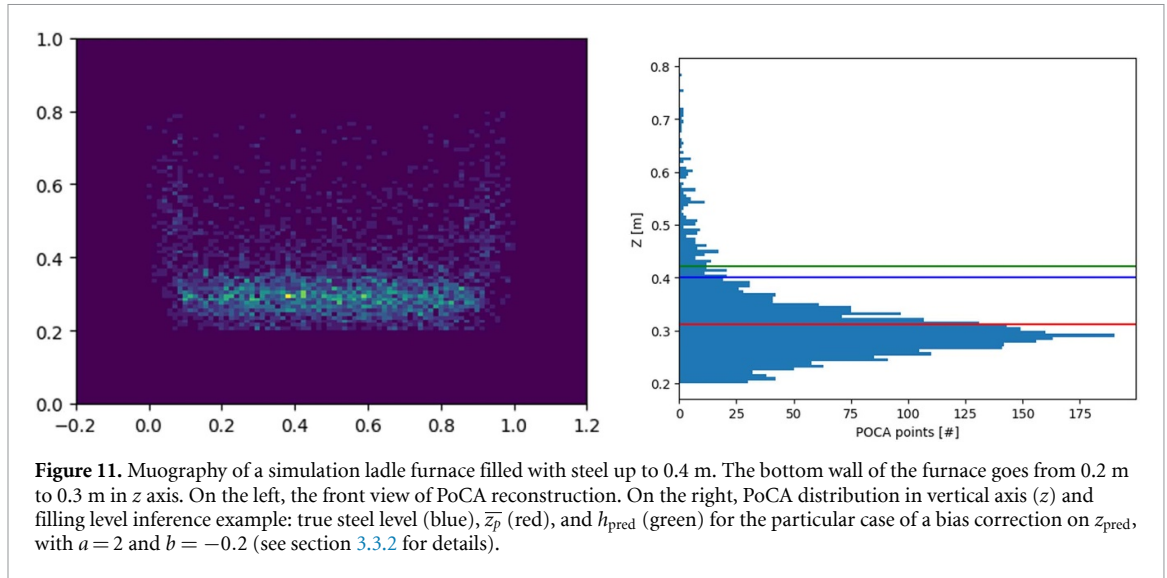 1.0
0.8
0.6
0.4
0.2
0.0
−0.2 0.0 0.2 0.4 0.6 0.8 1.0 1.2
0.8
0.7
0.6
0.5
0.4
0.3
0.2
Z [m]
0 25 50 75 100 125 150 175
POCA points [#]
Figure 11. Muography of a simulation ladle furnace filled with steel up to 0.4 m. The bottom wall of the furnace goes from 0.2 m
to 0.3 m in z axis. On the left, the front view of PoCA reconstruction. On the right, PoCA distribution in vertical axis (z) and
filling level inference example: true steel level (blue), $\overline{z_p}$ (red), and h_pred (green) for the particular case of a bias correction on z_pred,
with a = 2 and b = −0.2 (see section 3.3.2 for details).